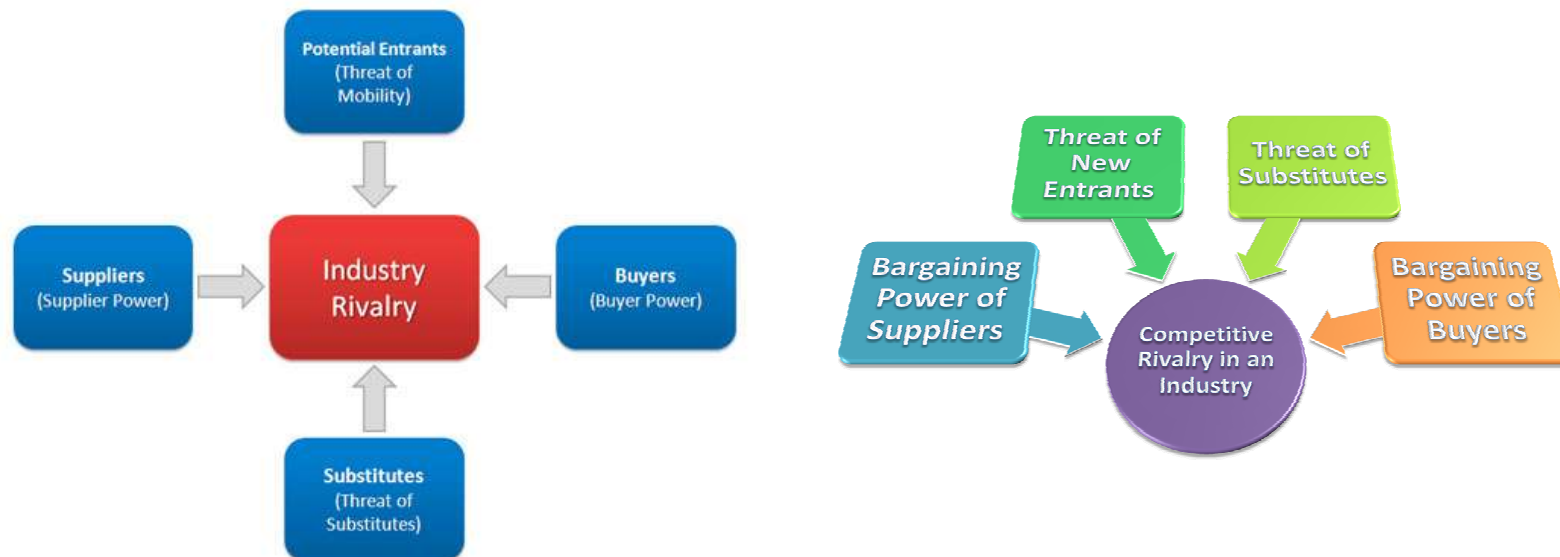 Potential Entrants
(Threat of
Mobility)
Suppliers
(Supplier Power)
Industry
Rivalry
Buyers
(Buyer Power)
Substitutes
(Threat of
Substitutes)
Threat of
New
Entrants
Threat of
Substitutes
Bargaining
Power of
Suppliers
Bargaining
Power of
Buyers
Competitive
Rivalry in an
Industry